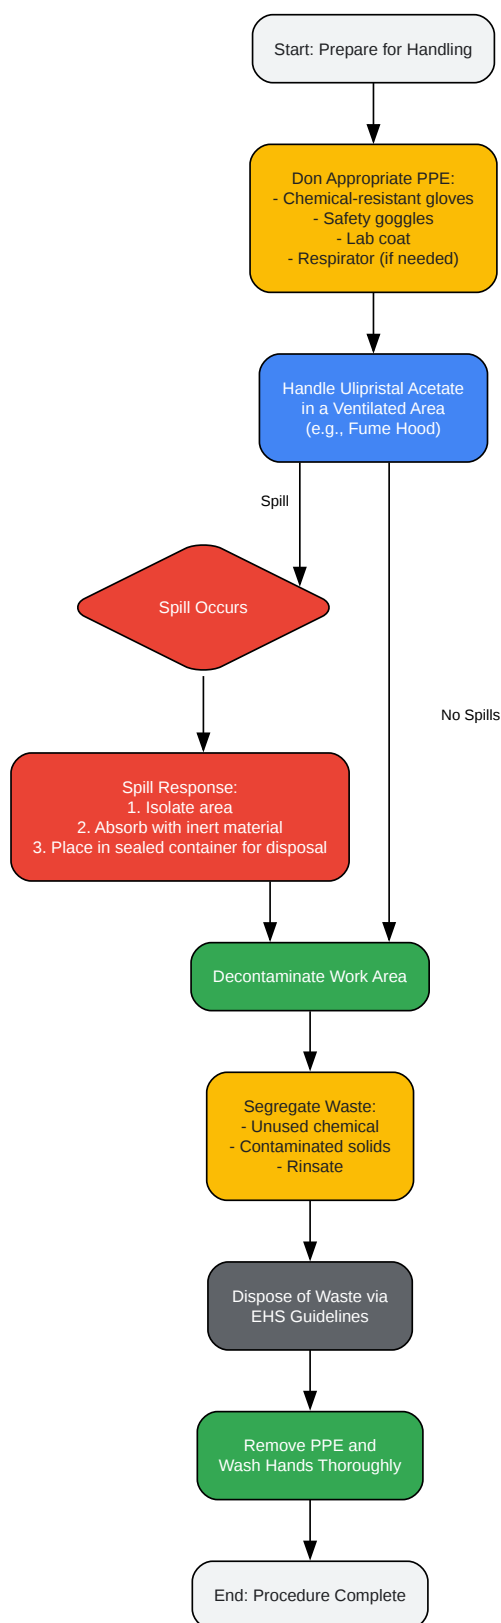 Start: Prepare for Handling
Don Appropriate PPE:
- Chemical-resistant gloves
- Safety goggles
- Lab coat
- Respirator (if needed)
Handle Ulipristal Acetate
in a Ventilated Area
(e.g., Fume Hood)
Spill
Spill Occurs
No Spills
Spill Response:
1. Isolate area
2. Absorb with inert material
3. Place in sealed container for disposal
Decontaminate Work Area
Segregate Waste:
- Unused chemical
- Contaminated solids
- Rinsate
Dispose of Waste via
EHS Guidelines
Remove PPE and
Wash Hands Thoroughly
End: Procedure Complete